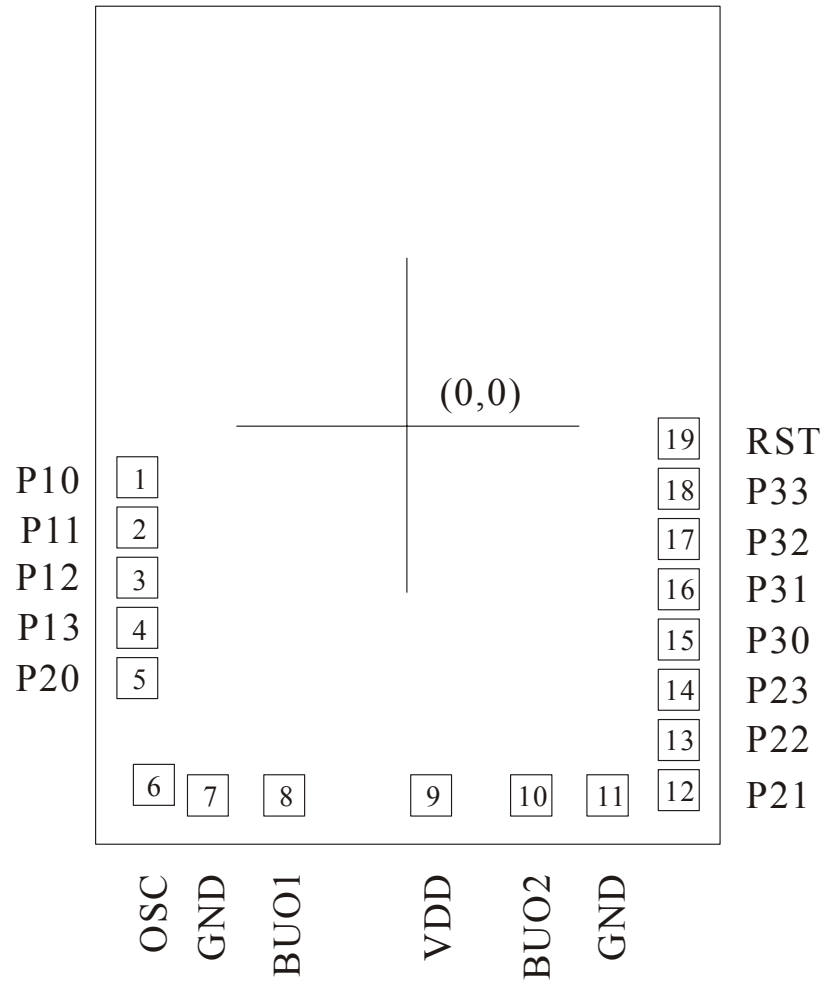 (0,0)
19 RST
P10 1
18 P33
P11 2
17 P32
P12 3
16 P31
P13 4
15 P30
P20 5
14 P23
13 P22
6 7 8 9 10 11 12 P21
OSC
GND
BUO1
VDD
BUO2
GND